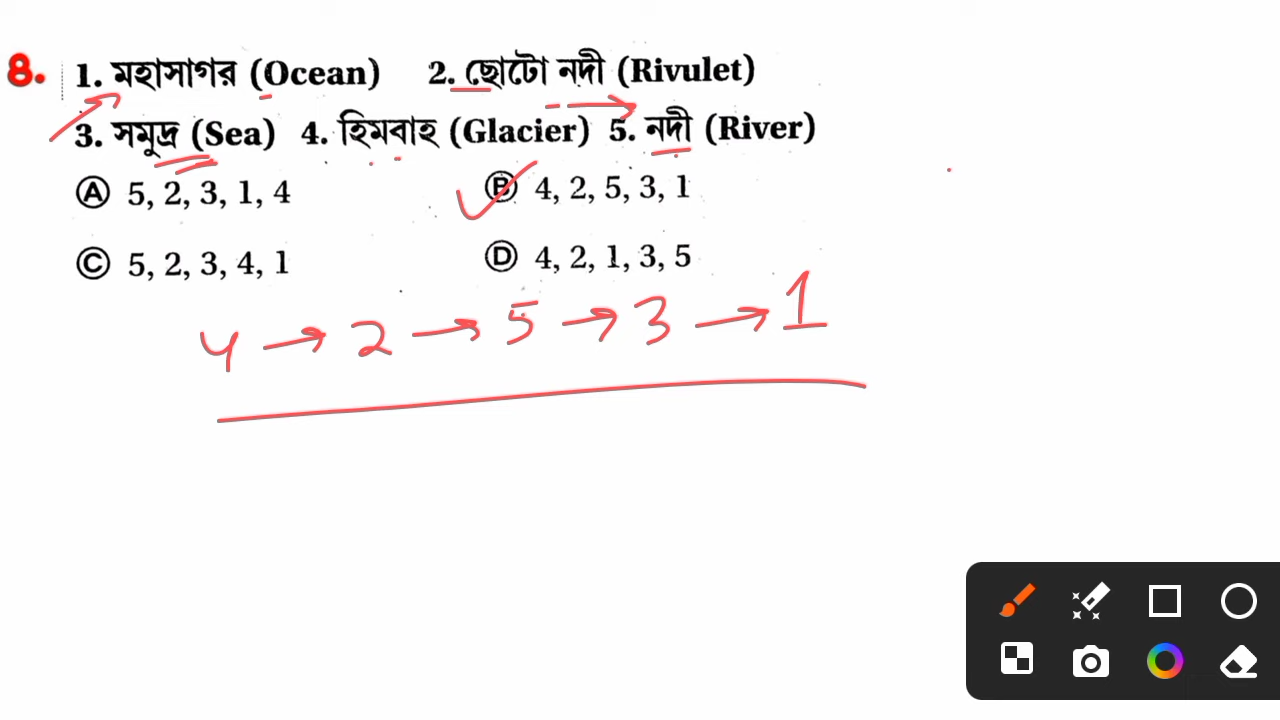 8. 1. মহাসাগর (Ocean) 2. ছোটো নদী (Rivulet)
3. সমুদ্র (Sea) 4. হিমবাহ (Glacier) 5. নদী (River)
Ⓐ 5, 2, 3, 1, 4 Ⓑ 4, 2, 5, 3, 1
Ⓒ 5, 2, 3, 4, 1 Ⓓ 4, 2, 1, 3, 5
4 → 2 → 5 → 3 → 1